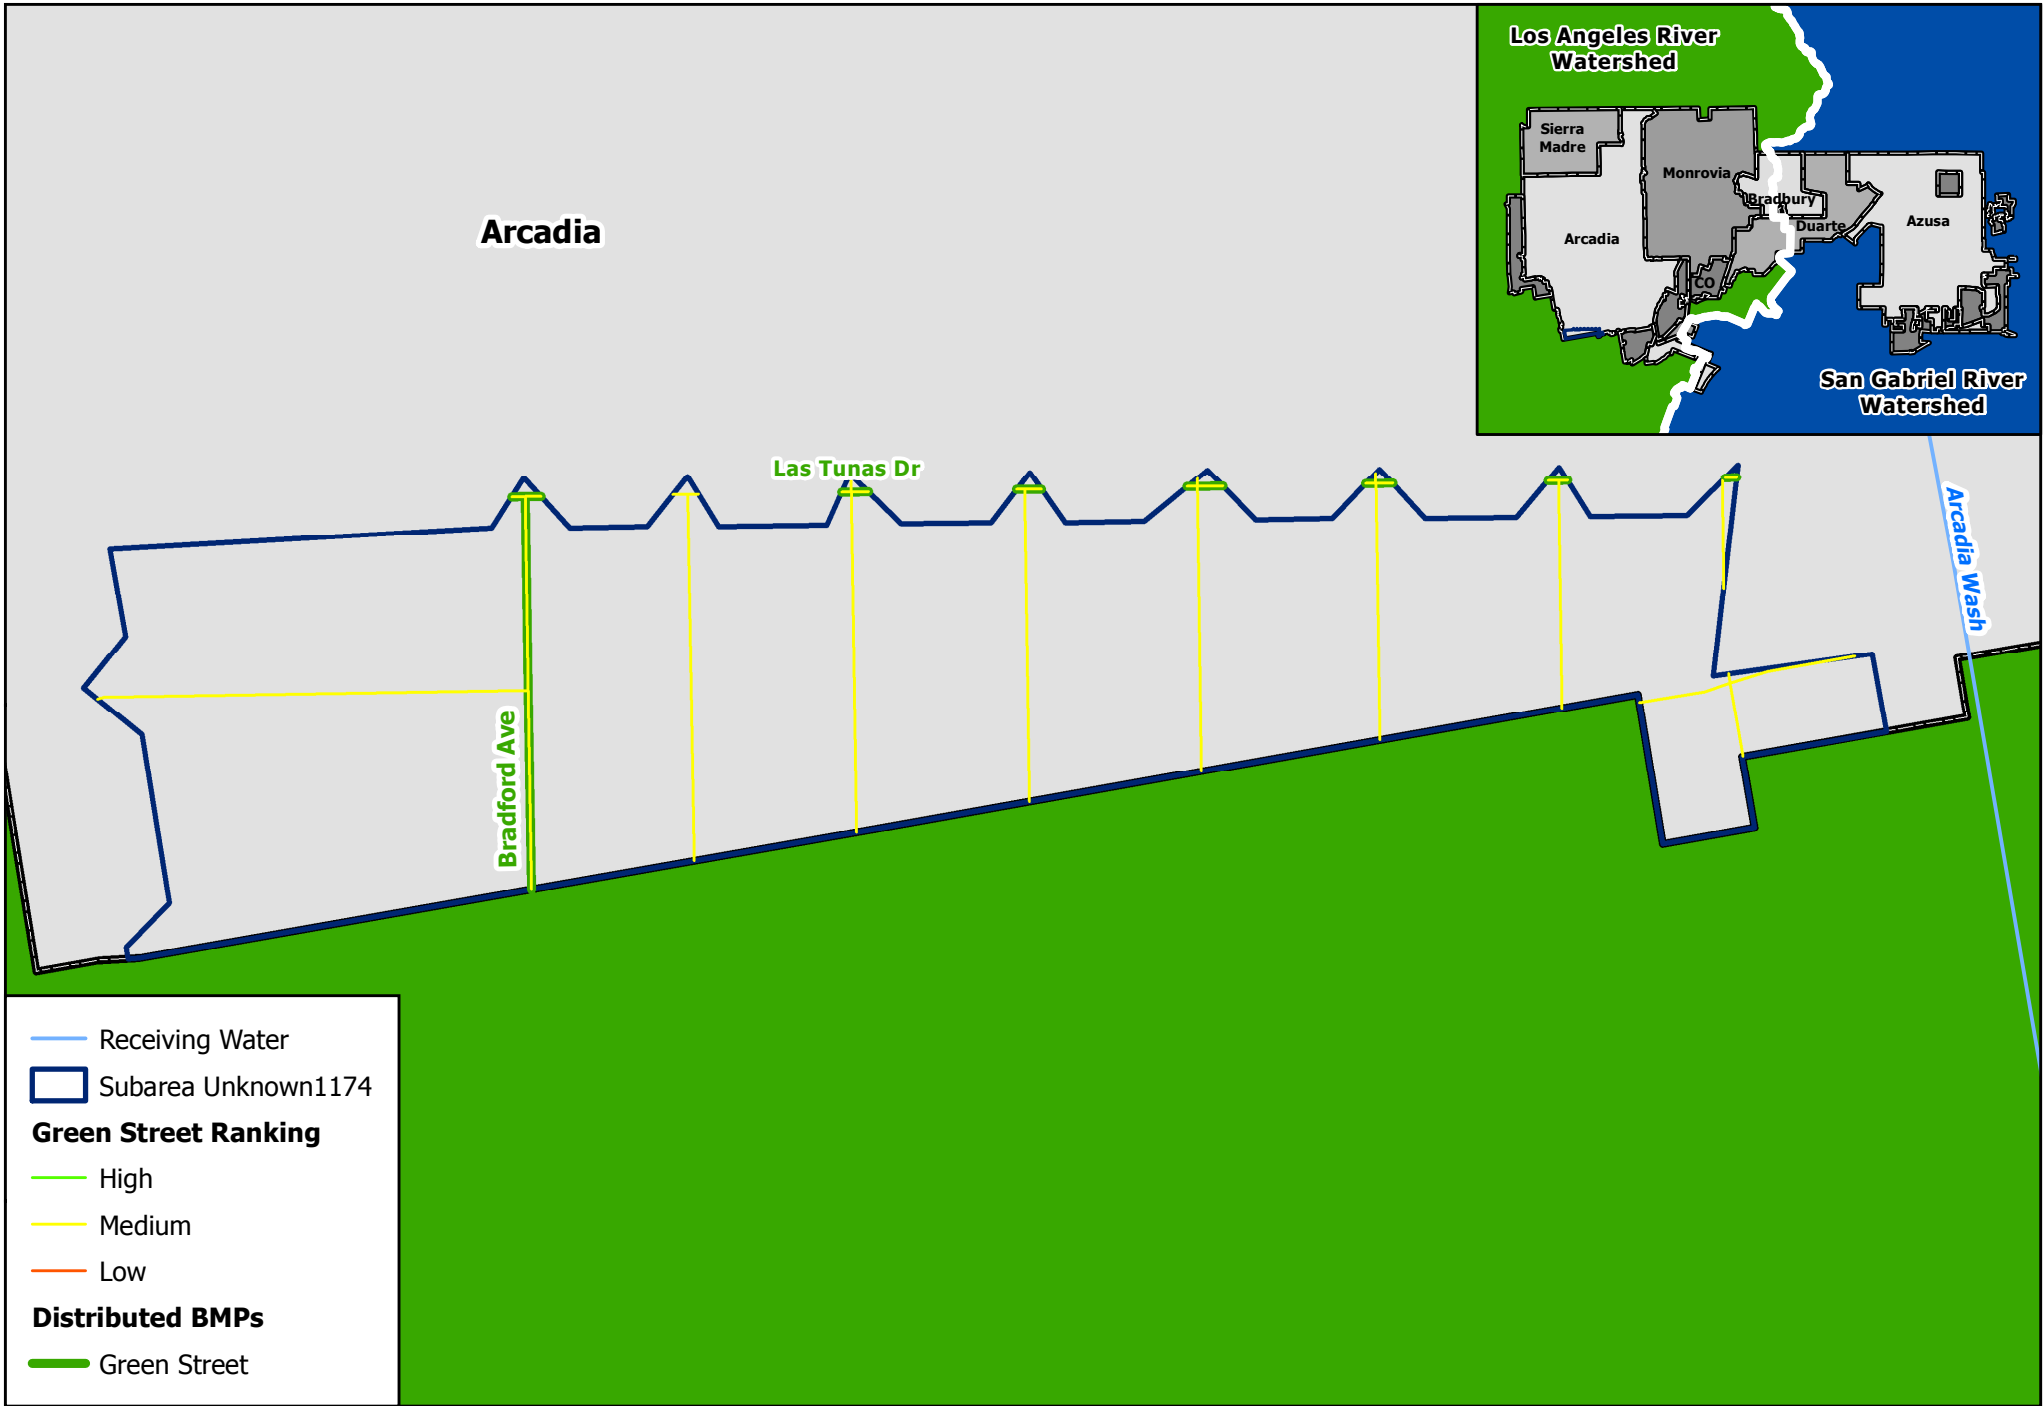 Los Angeles River
Watershed
Sierra
Madre
Monrovia
Bradbury
Duarte
Azusa
Arcadia
CO
San Gabriel River
Watershed
Arcadia
Las Tunas Dr
Arcadia Wash
Bradford Ave
Receiving Water
Subarea Unknown1174
Green Street Ranking
High
Medium
Low
Distributed BMPs
Green Street